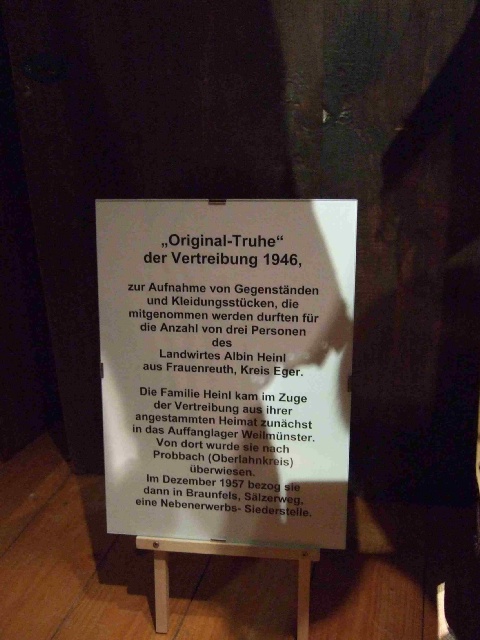 „Original-Truhe“
der Vertreibung 1946,
zur Aufnahme von Gegenständen
und Kleidungsstücken, die
mitgenommen werden durften für
die Anzahl von drei Personen
des
Landwirtes Albin Heinl
aus Frauenreuth, Kreis Eger.
Die Familie Heinl kam im Zuge
der Vertreibung aus ihrer
angestammten Heimat zunächst
in das Auffanglager Weilmünster.
Von dort wurde sie nach
Probbach (Oberlahnkreis)
überwiesen.
Im Dezember 1957 bezog sie
dann in Braunfels, Sälzerweg,
eine Nebenerwerbs- Siederstelle.